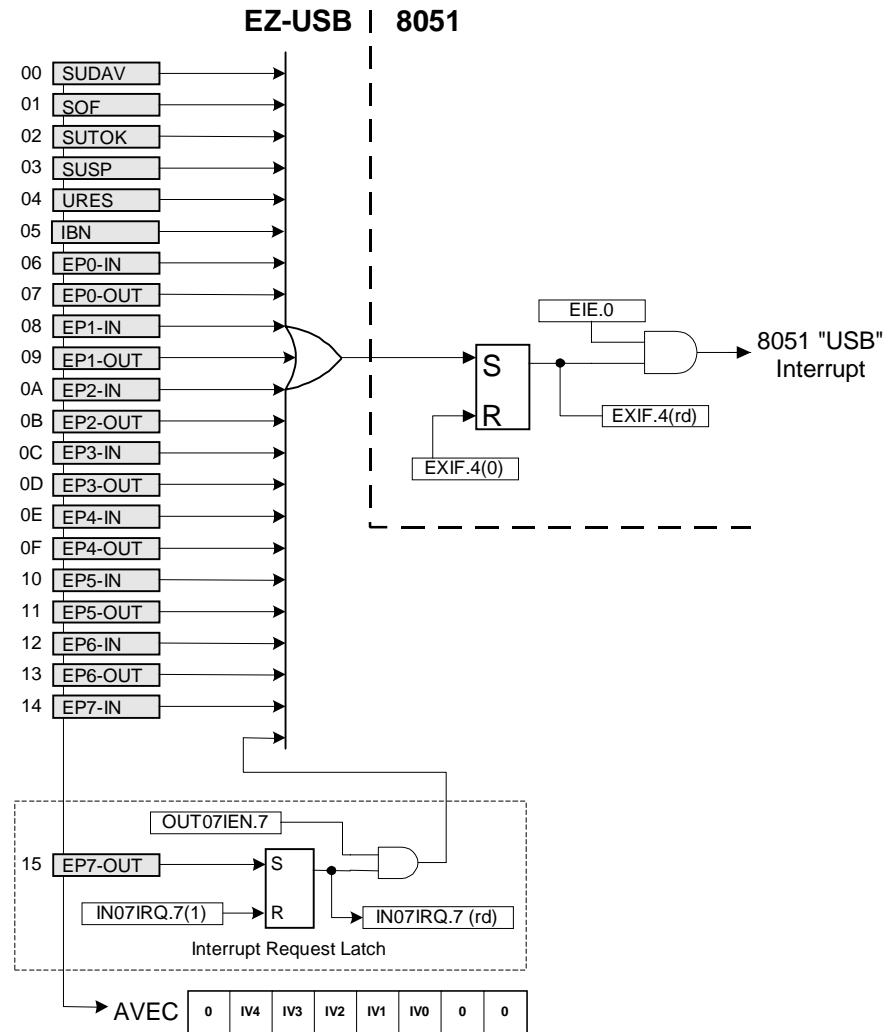 EZ-USB 8051
00 SUDAV
01 SOF
02 SUTOK
03 SUSP
04 URES
05 IBN
06 EP0-IN
07 EP0-OUT
08 EP1-IN
09 EP1-OUT
0A EP2-IN
0B EP2-OUT
0C EP3-IN
0D EP3-OUT
0E EP4-IN
0F EP4-OUT
10 EP5-IN
11 EP5-OUT
12 EP6-IN
13 EP6-OUT
14 EP7-IN
EIE.0
S
R
EXIF.4(rd)
EXIF.4(0)
8051 "USB"
Interrupt
OUT07IEN.7
15 EP7-OUT
S
R
IN07IRQ.7(1)
IN07IRQ.7 (rd)
Interrupt Request Latch
AVEC 0 IV4 IV3 IV2 IV1 IV0 0 0